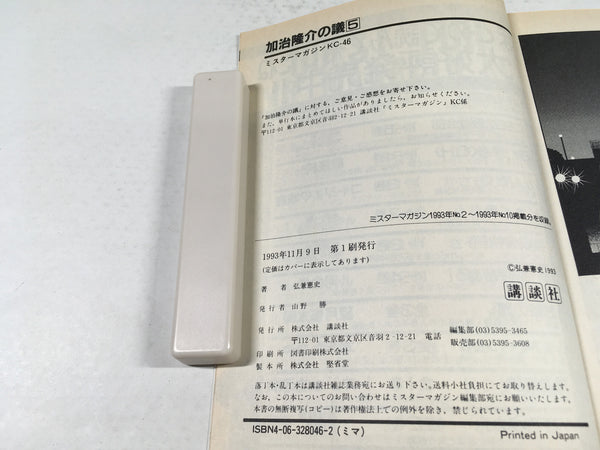 加治隆介の議5
ミスターマガジンKC-46
「加治隆介の議」に対する、ご意見・ご感想をお寄せ下さい。
また、単行本にまとめてほしい作品がありましたら、お知らせください。
〒112-01 東京都文京区音羽2-12-21 講談社「ミスターマガジン」KC係
ミスターマガジン1993年No.2〜1993年No.10掲載分を収録。
1993年11月9日 第1刷発行
(定価はカバーに表示してあります)
©弘兼憲史 1993
著 者 弘兼憲史
講談社
発行者 山野 勝
発行所 株式会社 講談社
〒112-01 東京都文京区音羽2-12-21 電話 編集部(03)5395-3465
販売部(03)5395-3608
印刷所 図書印刷株式会社
製本所 株式会社 堅省堂
落丁本・乱丁本は講談社雑誌業務宛にお送り下さい。送料小社負担にてお取り替えします。
なお、この本についてのお問い合わせはミスターマガジン編集部宛にお願いいたします。
本書の無断複写(コピー)は著作権法上での例外を除き、禁じられています。
ISBN4-06-328046-2 (ミマ)
Printed in Japan